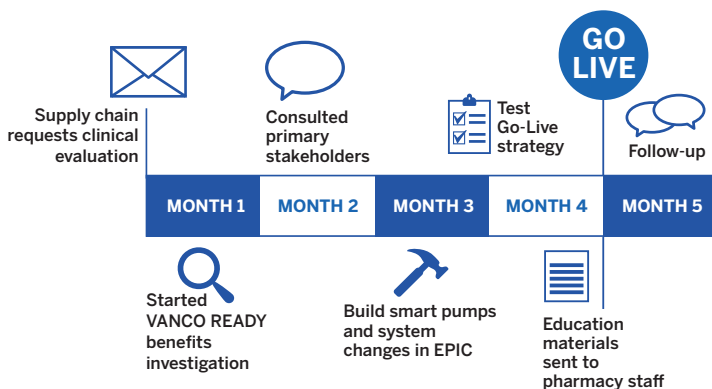 GO
LIVE
Supply chain
requests clinical
evaluation
Consulted
primary
stakeholders
Test
Go-Live
strategy
Follow-up
MONTH 1
MONTH 2
MONTH 3
MONTH 4
MONTH 5
Started
VANCO READY
benefits
investigation
Build smart pumps
and system
changes in EPIC
Education
materials
sent to
pharmacy staff